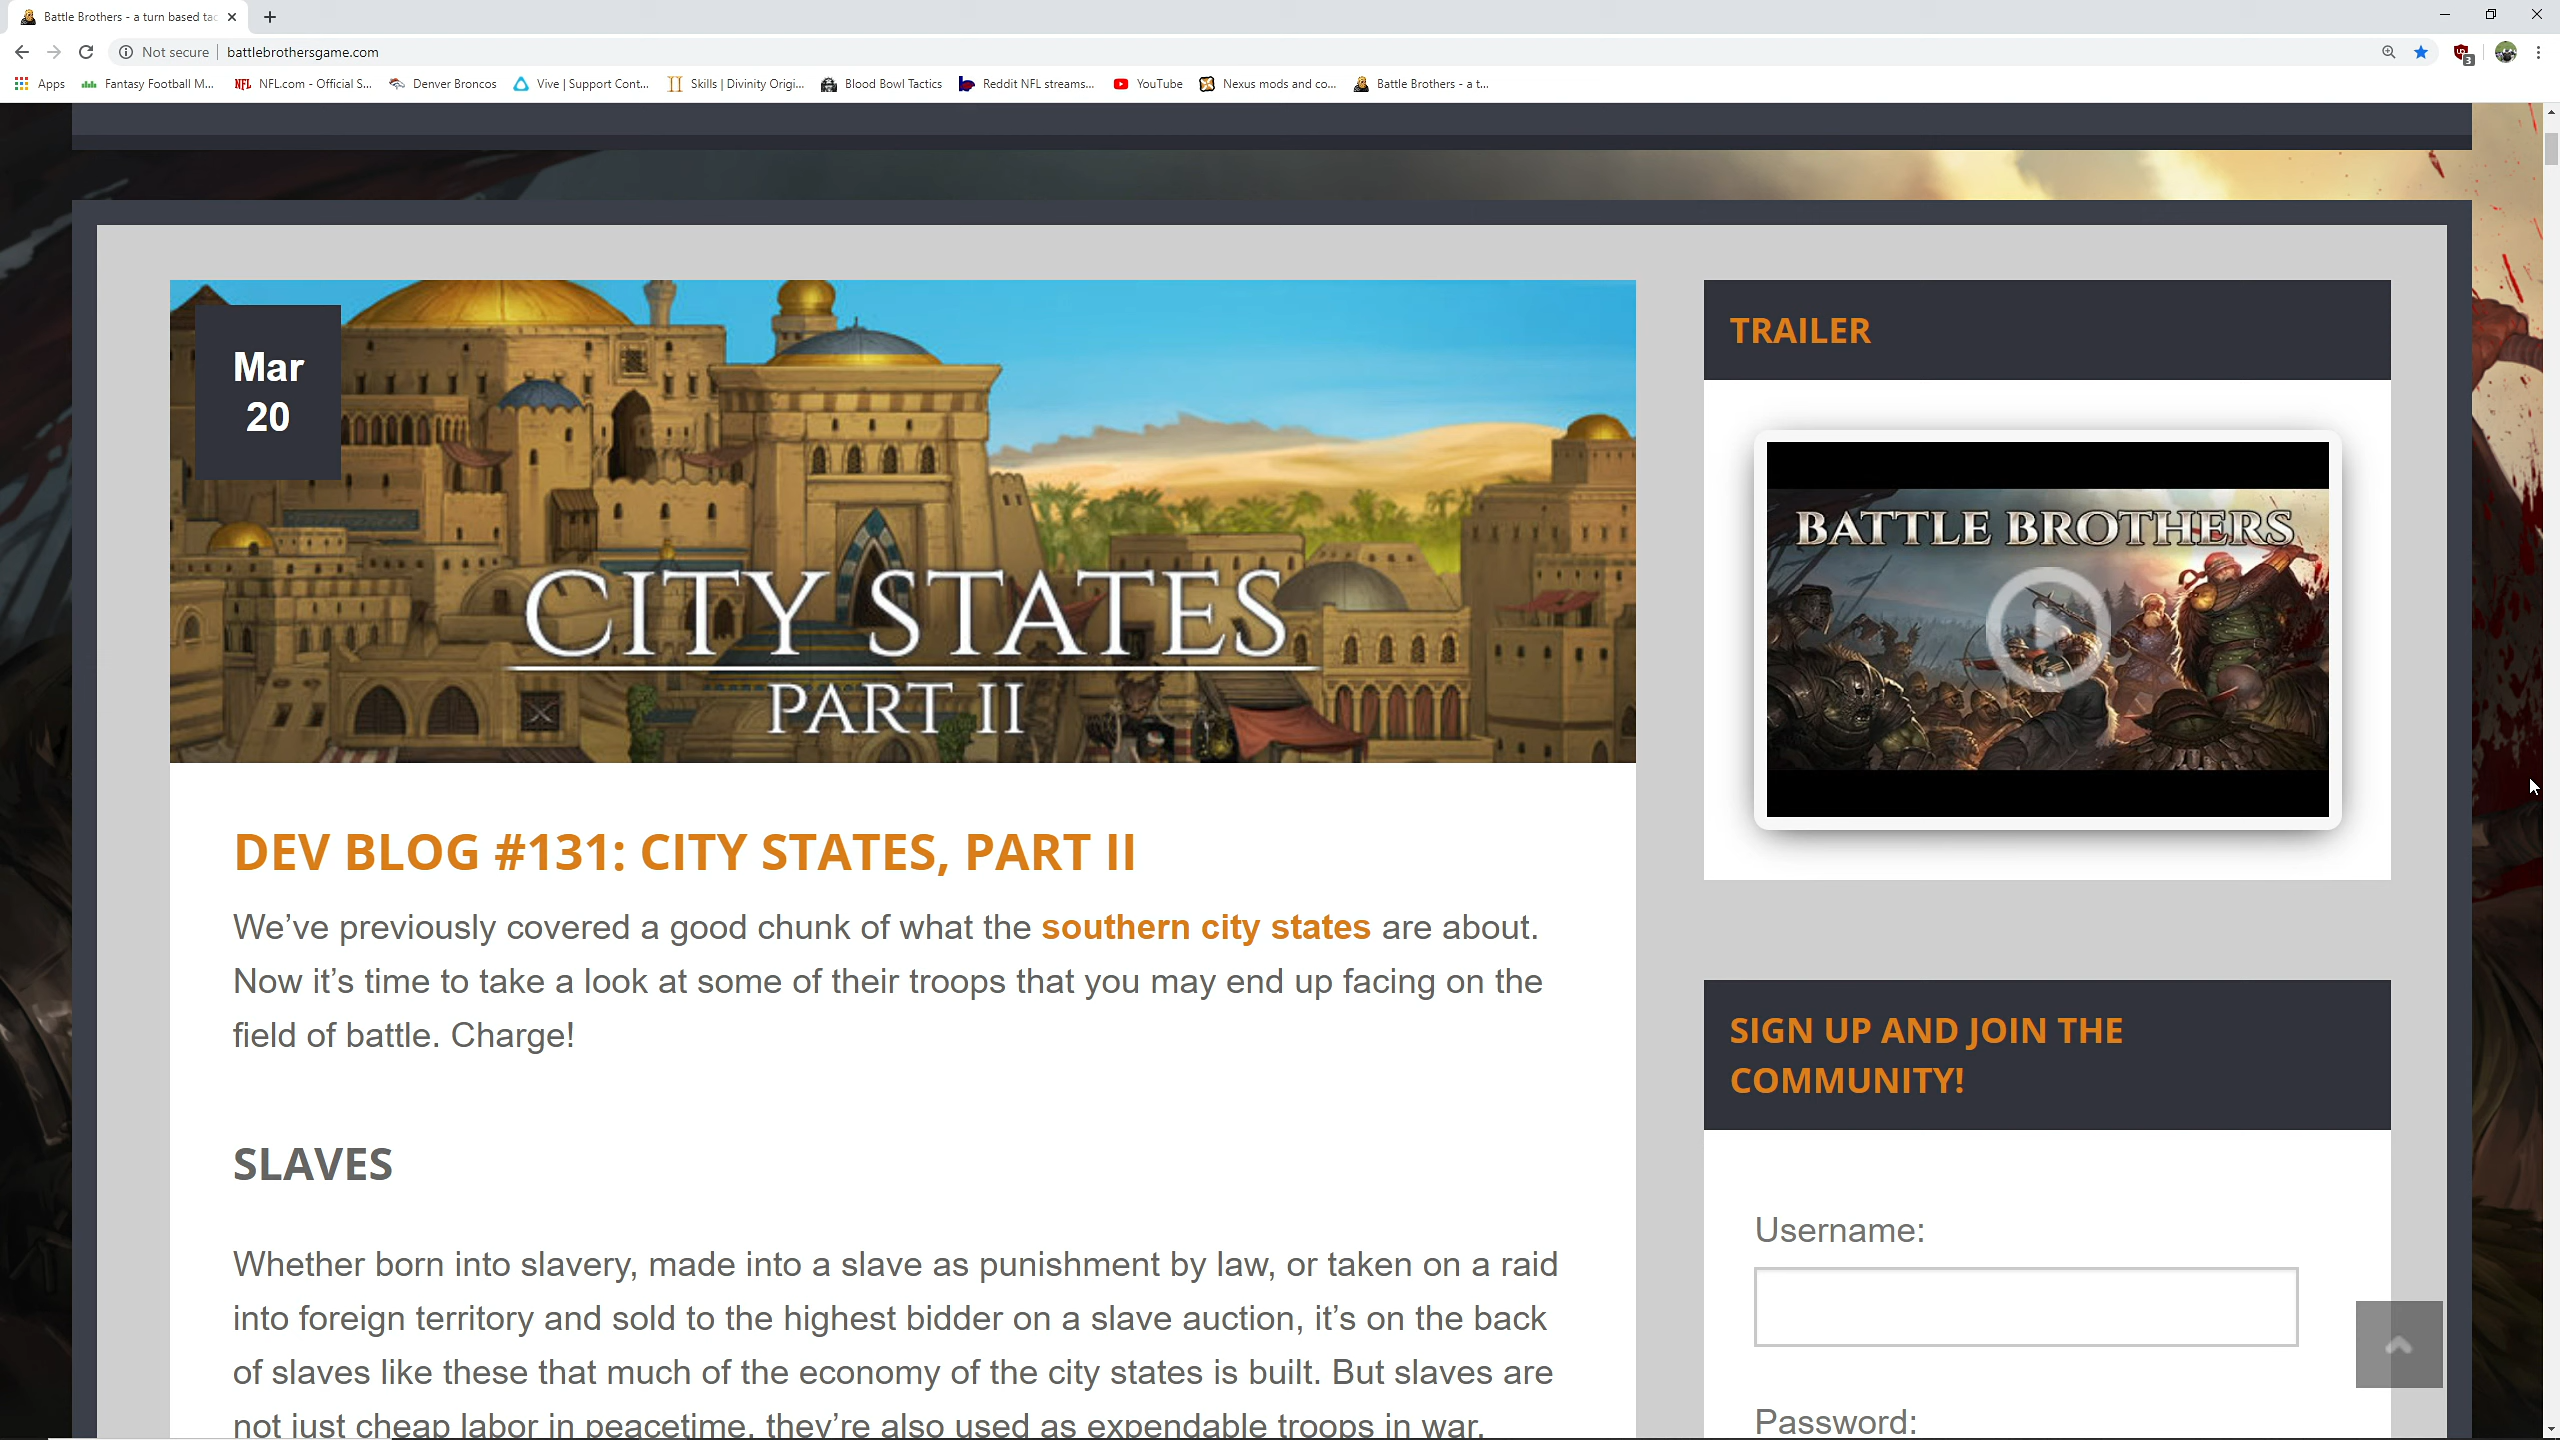 Battle Brothers - a turn based tac
Not secure
battlebrothersgame.com
3
Apps
Fantasy Football M...
NFL.com - Official S...
Denver Broncos
Vive | Support Cont...
Skills | Divinity Origi...
Blood Bowl Tactics
Reddit NFL streams...
YouTube
Nexus mods and co...
Battle Brothers - a t...
Mar
20
CITY STATES
PART II
DEV BLOG #131: CITY STATES, PART II
We’ve previously covered a good chunk of what the southern city states are about.
Now it’s time to take a look at some of their troops that you may end up facing on the
field of battle. Charge!
SLAVES
Whether born into slavery, made into a slave as punishment by law, or taken on a raid
into foreign territory and sold to the highest bidder on a slave auction, it’s on the back
of slaves like these that much of the economy of the city states is built. But slaves are
not just cheap labor in peacetime, they’re also used as expendable troops in war.
TRAILER
BATTLE BROTHERS
SIGN UP AND JOIN THE
COMMUNITY!
Username:
Password: